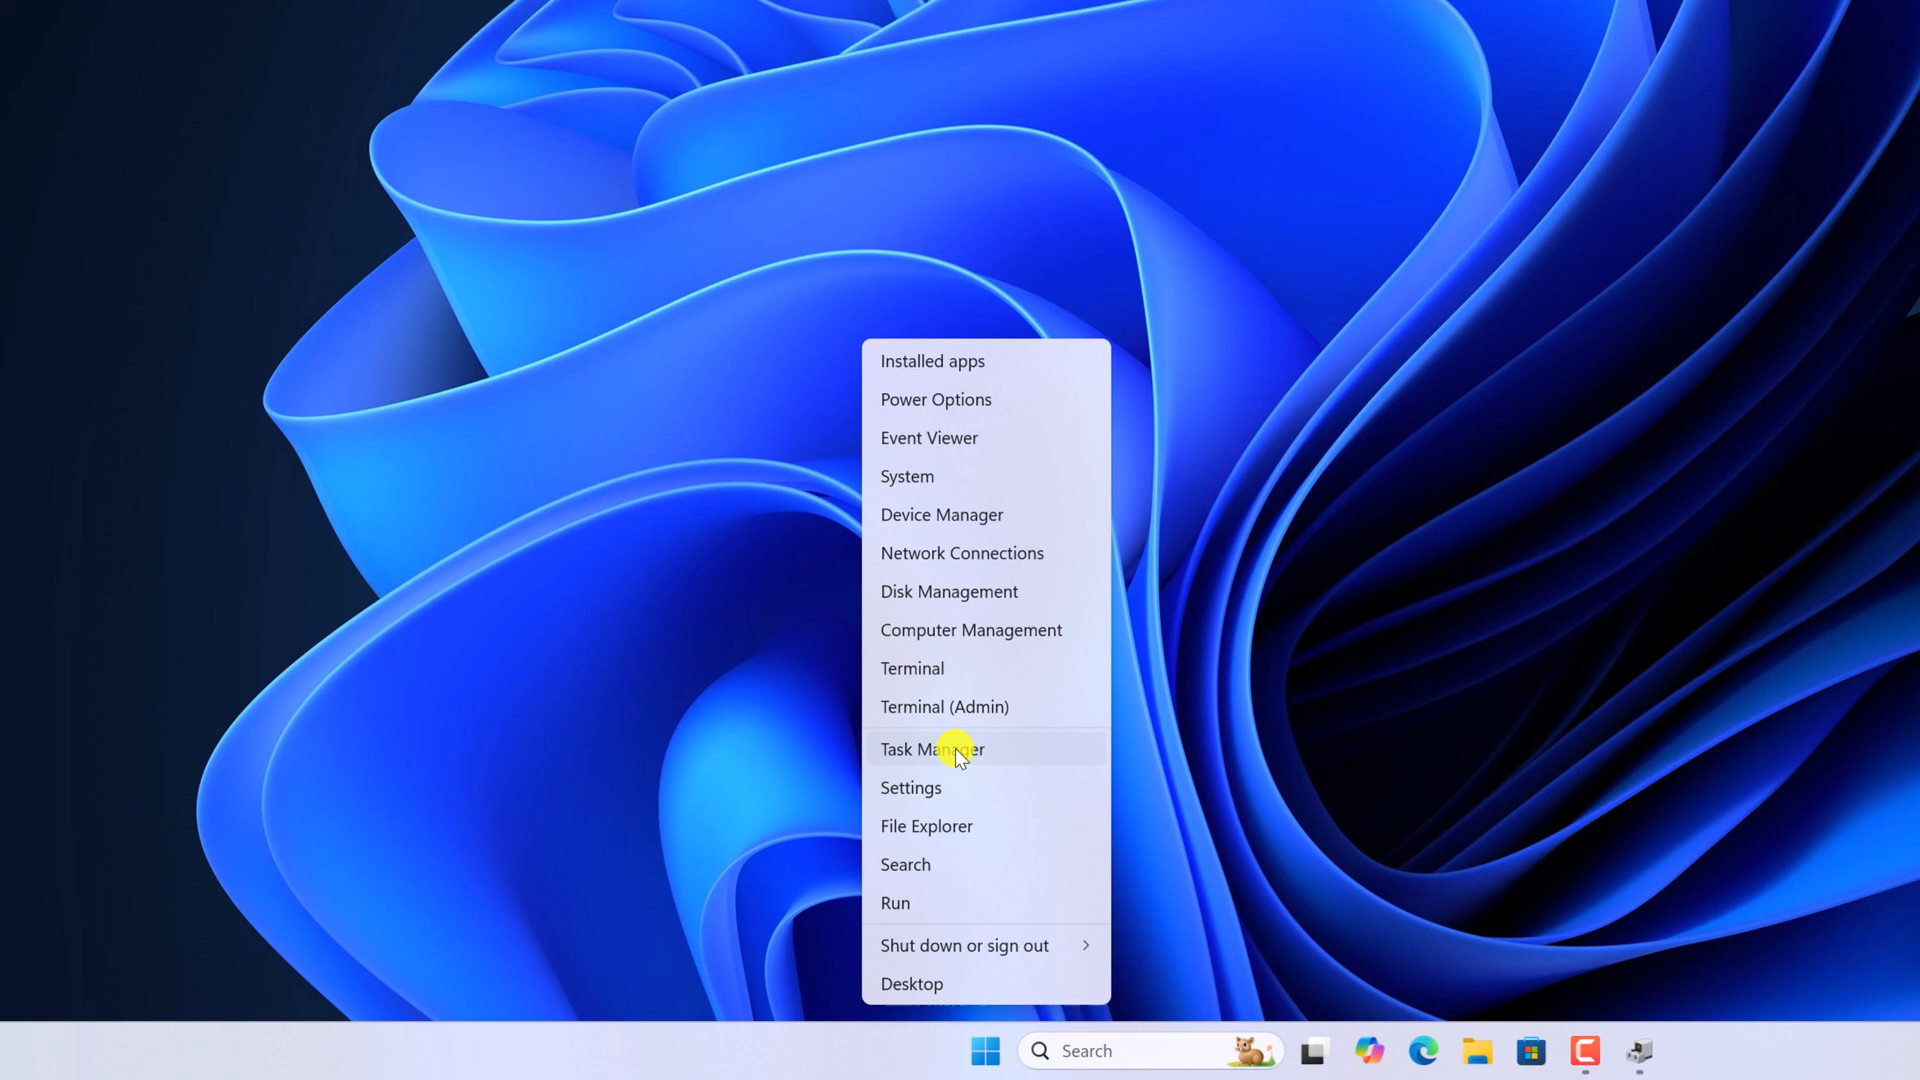 Installed apps
Power Options
Event Viewer
System
Device Manager
Network Connections
Disk Management
Computer Management
Terminal
Terminal (Admin)
Task Manager
Settings
File Explorer
Search
Run
Shut down or sign out
Desktop
Search